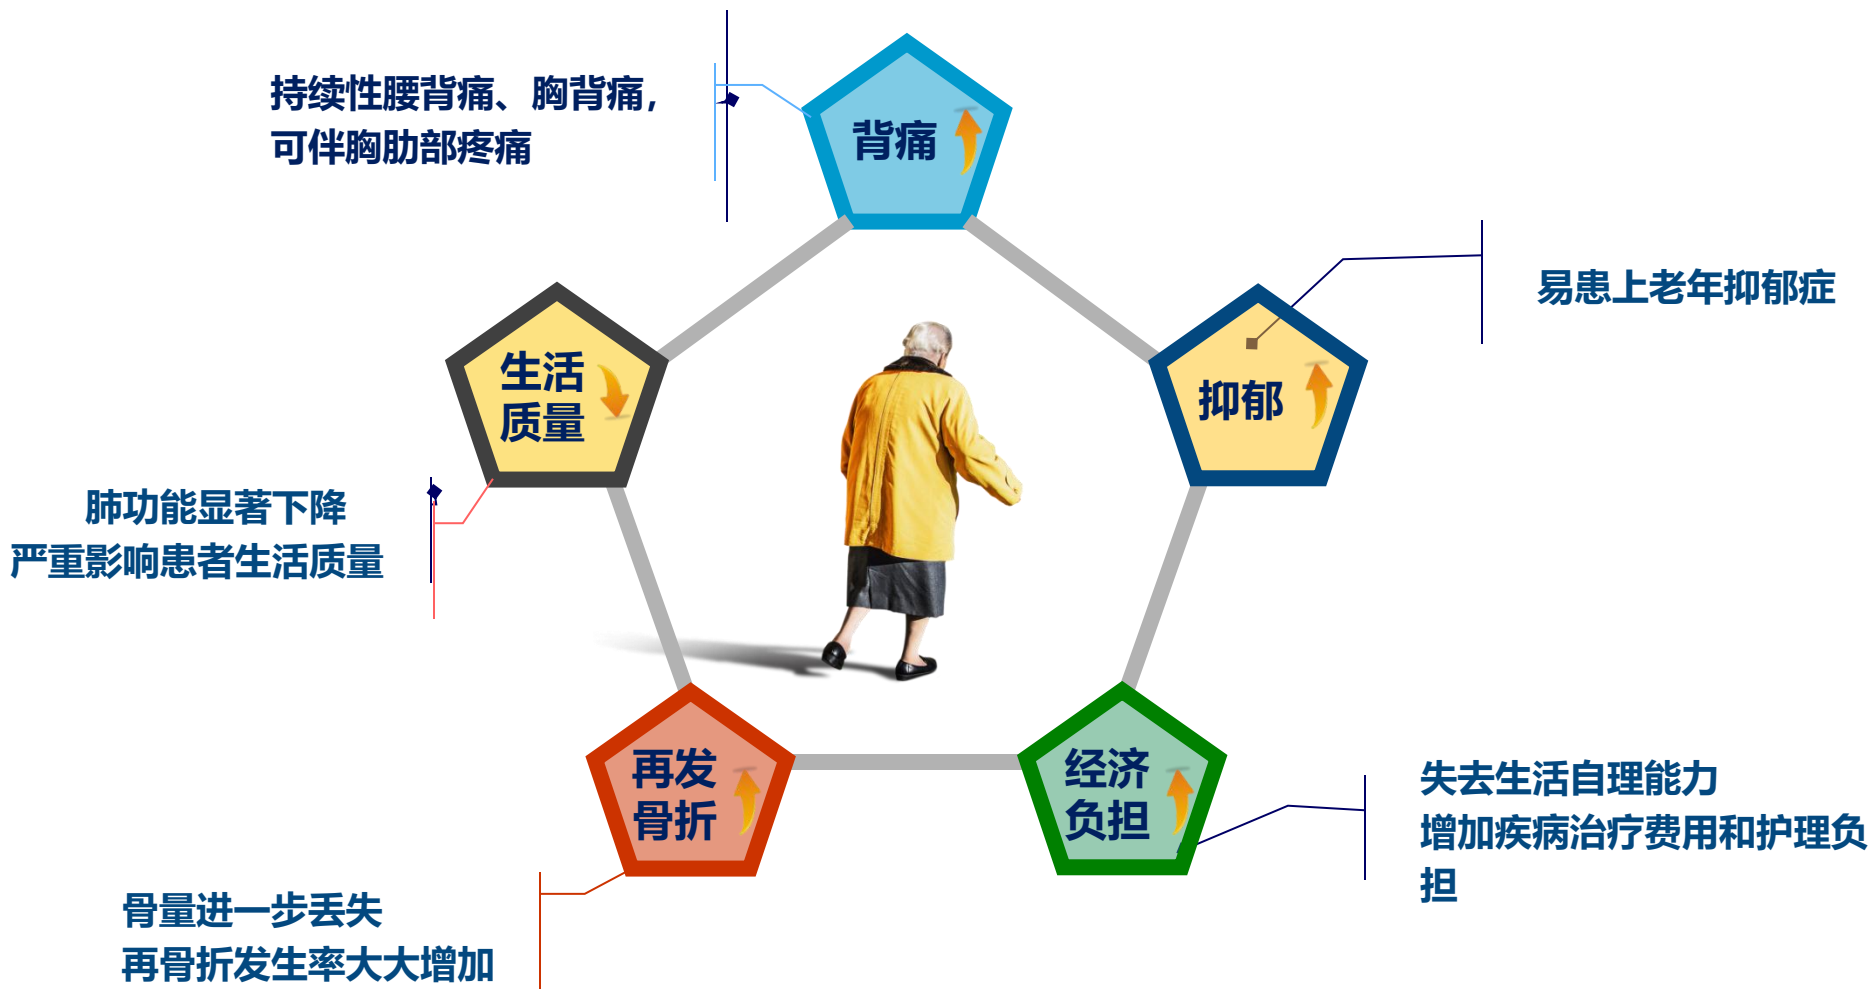 持续性腰背痛、胸背痛，
可伴胸肋部疼痛
背痛
易患上老年抑郁症
抑郁
生活
质量
肺功能显著下降
严重影响患者生活质量
再发
骨折
骨量进一步丢失
再骨折发生率大大增加
经济
负担
失去生活自理能力
增加疾病治疗费用和护理负
担